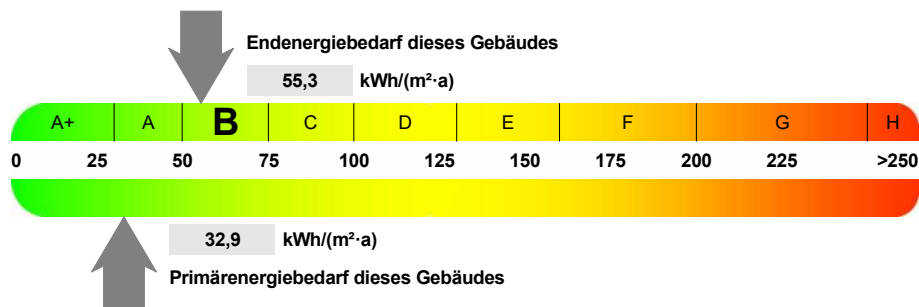 Endenergiebedarf dieses Gebäudes
55,3 kWh/(m²·a)
A+ A B C D E F G H
0 25 50 75 100 125 150 175 200 225 >250
32,9 kWh/(m²·a)
Primärenergiebedarf dieses Gebäudes